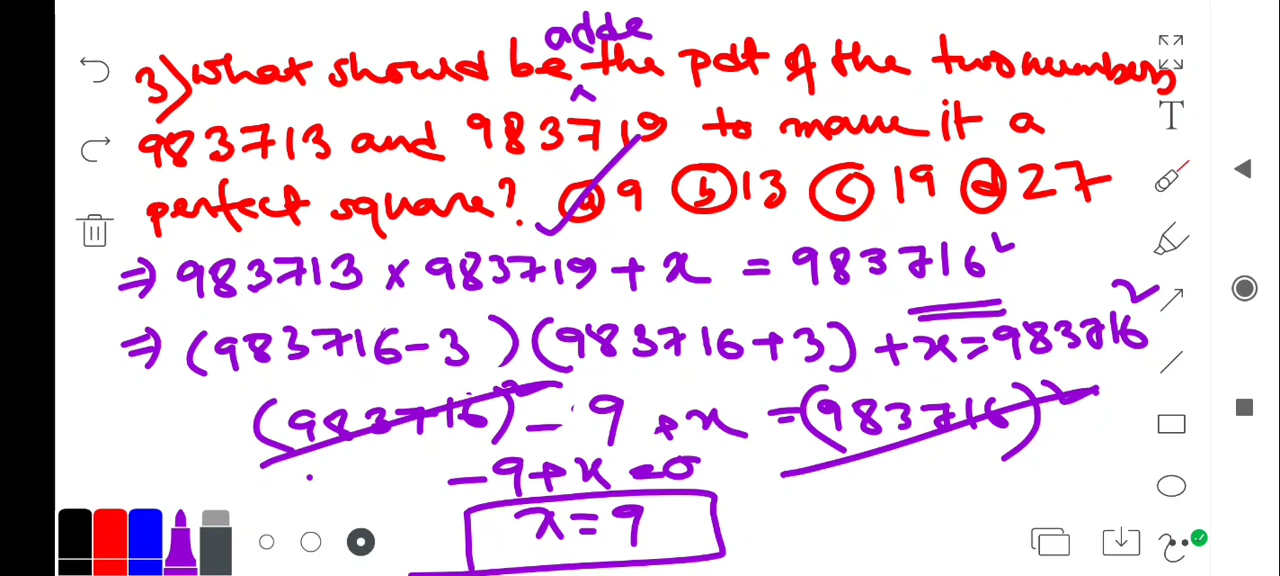 adde
3) what should be ^ the pdt of the two numbers
983713 and 983719 to make it a
perfect square? (a) 9 (b) 13 (c) 19 (d) 27
⇒ 983713 × 983719 + x = 983716²
⇒ (983716-3)(983716+3) + x = 983716²
(983716)² - 9 + x = (983716)²
-9 + x = 0
x = 9
T